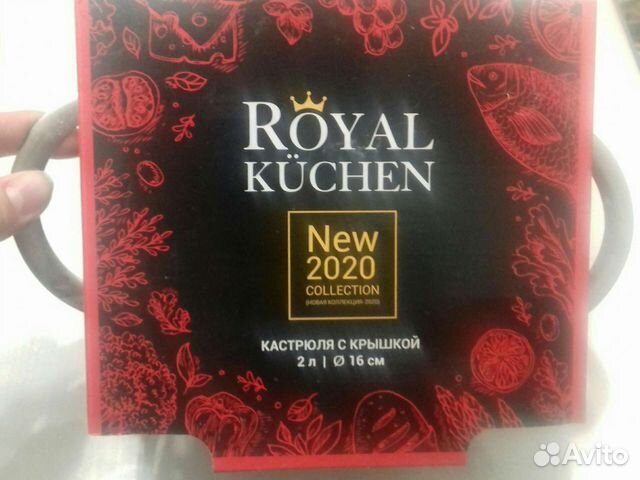 ROYAL
KÜCHEN
New
2020
COLLECTION
(НОВАЯ КОЛЛЕКЦИЯ-2020)
КАСТРЮЛЯ С КРЫШКОЙ
2 л | Ø 16 см
Avito